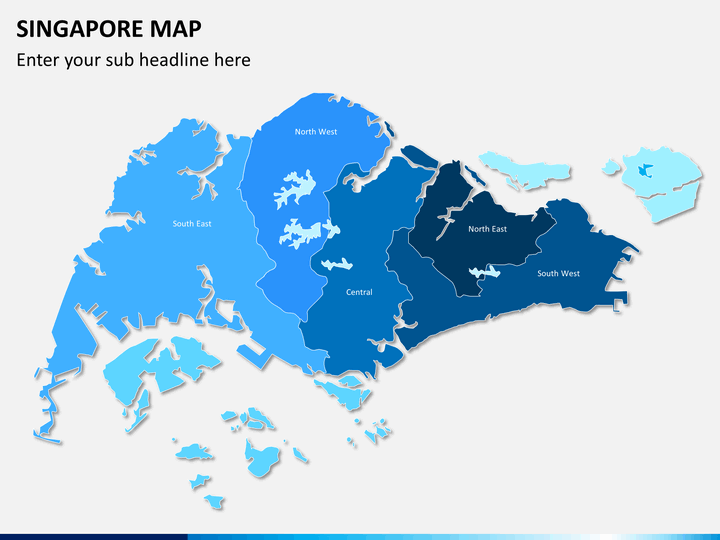 SINGAPORE MAP
Enter your sub headline here
North West
South East
North East
South West
Central